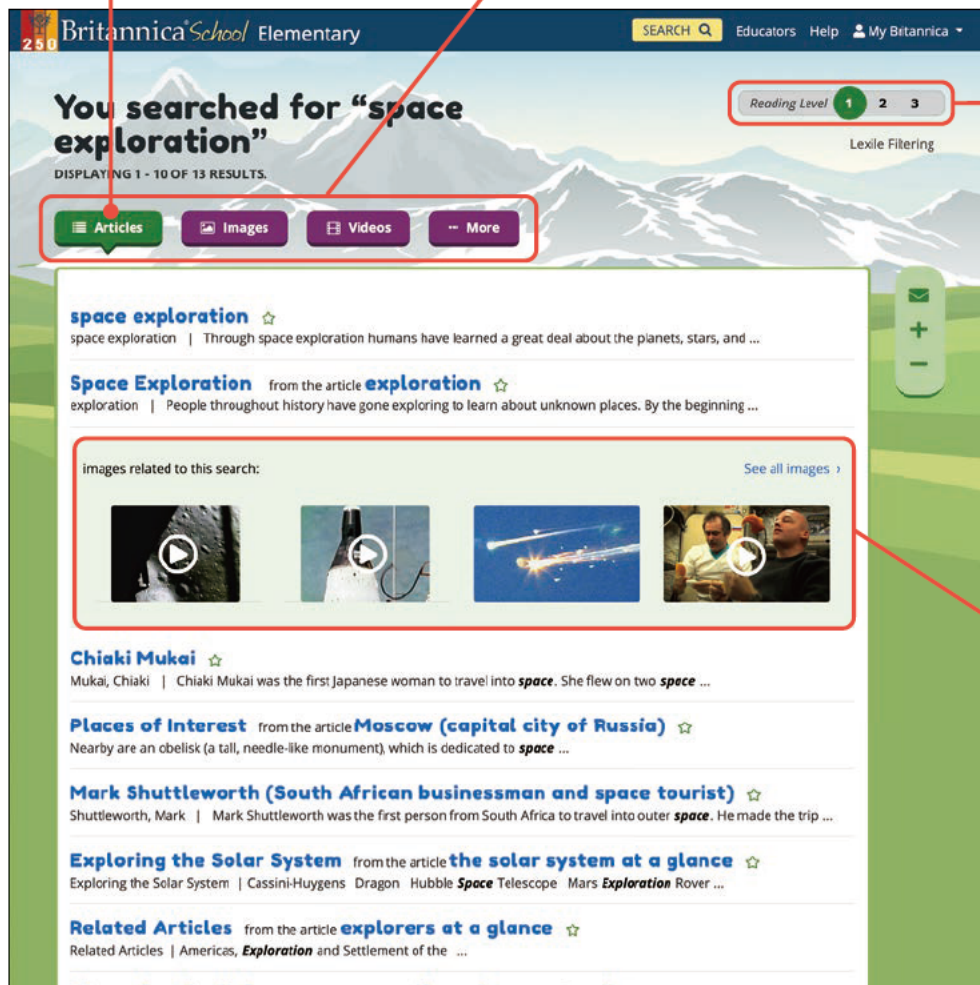 250 Britannica School Elementary SEARCH Educators Help My Britannica
You searched for “space
exploration”
DISPLAYING 1 - 10 OF 13 RESULTS.
Reading Level 1 2 3
Lexile Filtering
Articles Images Videos ··· More
space exploration
space exploration | Through space exploration humans have learned a great deal about the planets, stars, and ...
Space Exploration from the article exploration
exploration | People throughout history have gone exploring to learn about unknown places. By the beginning ...
images related to this search: See all images ›
Chiaki Mukai
Mukai, Chiaki | Chiaki Mukai was the first Japanese woman to travel into space. She flew on two space ...
Places of Interest from the article Moscow (capital city of Russia)
Nearby are an obelisk (a tall, needle-like monument), which is dedicated to space ...
Mark Shuttleworth (South African businessman and space tourist)
Shuttleworth, Mark | Mark Shuttleworth was the first person from South Africa to travel into outer space. He made the trip ...
Exploring the Solar System from the article the solar system at a glance
Exploring the Solar System | Cassini-Huygens Dragon Hubble Space Telescope Mars Exploration Rover ...
Related Articles from the article explorers at a glance
Related Articles | Americas, Exploration and Settlement of the ...